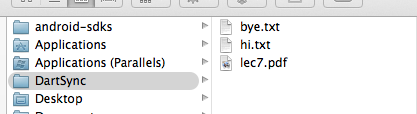 android-sdks
Applications
Applications (Parallels)
DartSync
Desktop
bye.txt
hi.txt
lec7.pdf